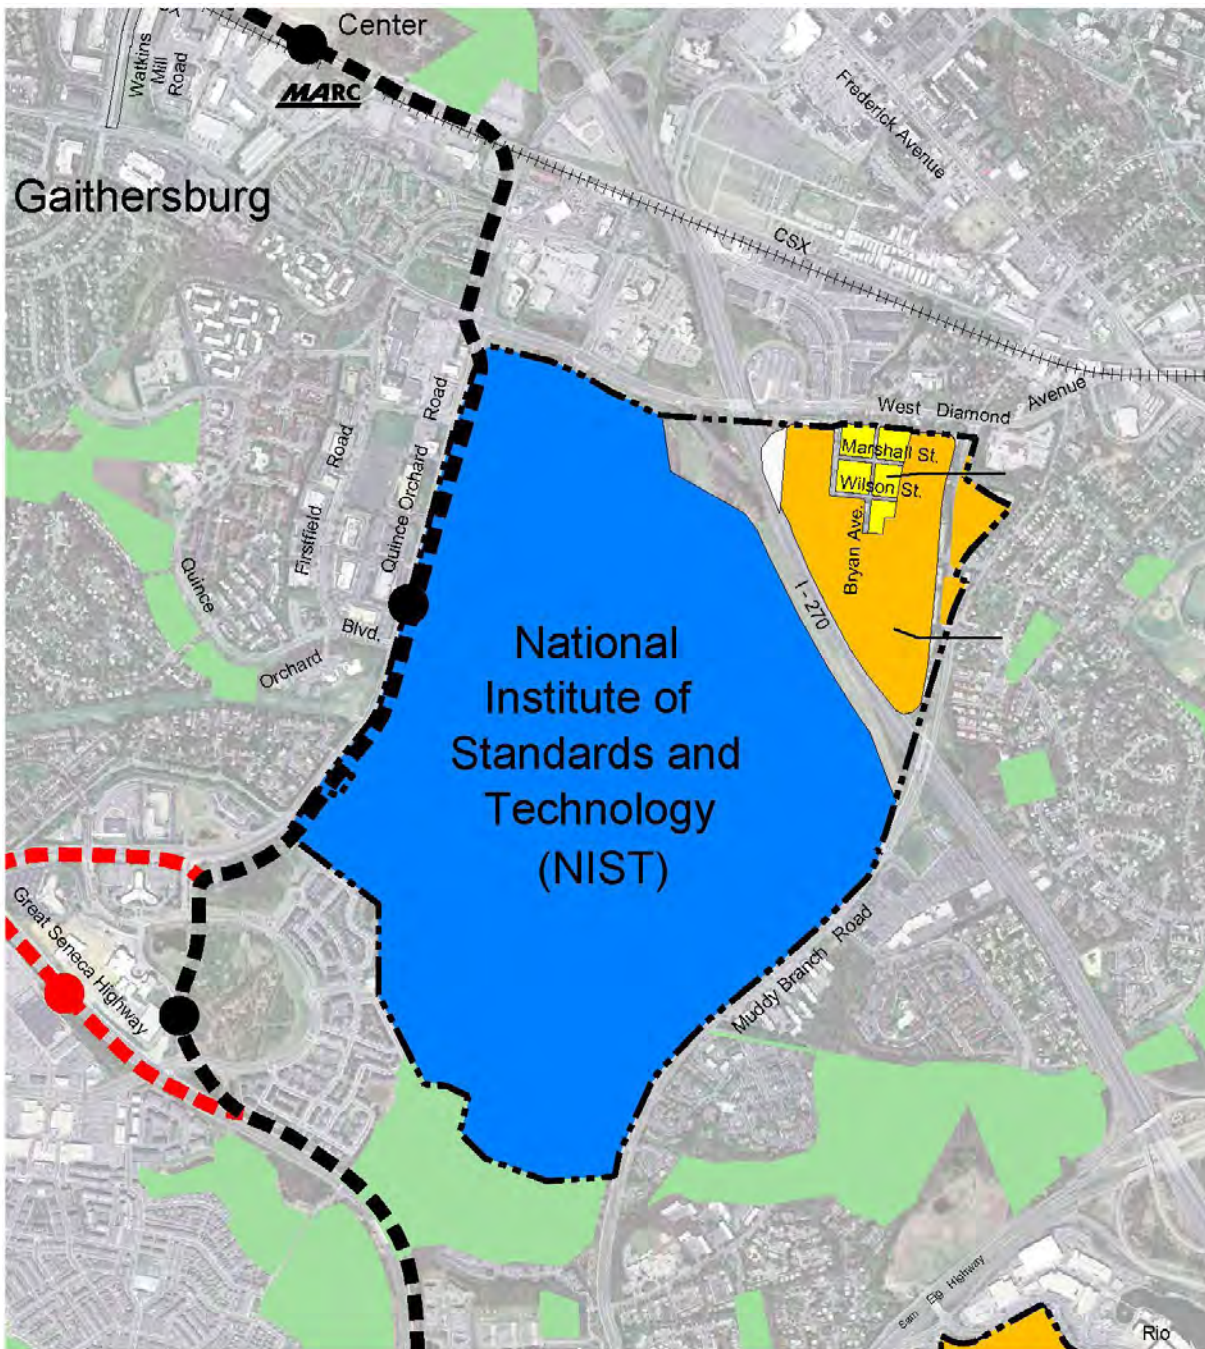 Center
CSX
Watkins
Mill
Road
MARC
Frederick Avenue
Gaithersburg
CSX
West Diamond Avenue
Marshall St.
Wilson St.
Bryan Ave.
Quince Orchard Road
Firstfield Road
I - 270
Quince
Orchard
Blvd.
National
Institute of
Standards and
Technology
(NIST)
Great Seneca Highway
Muddy Branch Road
Sam Eig Highway
Rio